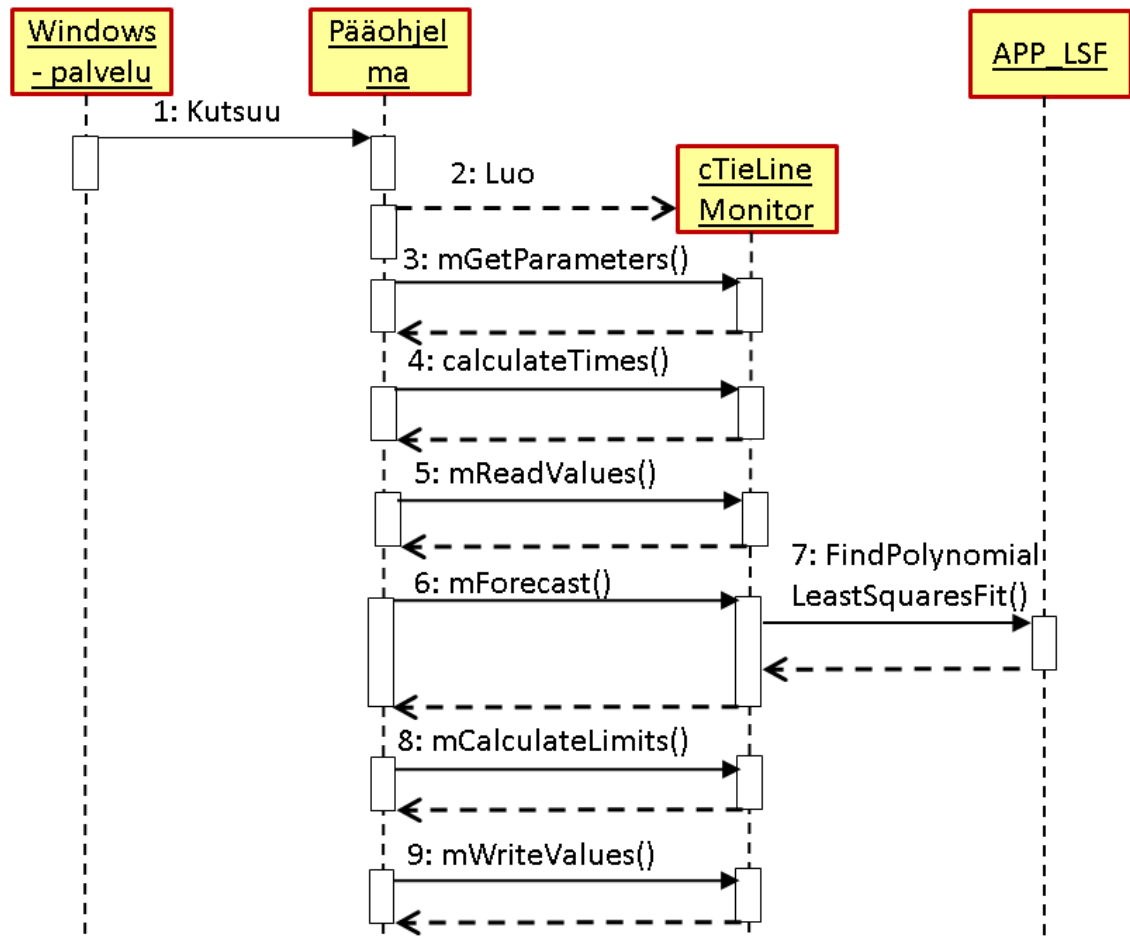 Windows
- palvelu
Pääohjel
ma
APP_LSF
1: Kutsuu
cTieLine
Monitor
2: Luo
3: mGetParameters()
4: calculateTimes()
5: mReadValues()
6: mForecast()
7: FindPolynomial
LeastSquaresFit()
8: mCalculateLimits()
9: mWriteValues()